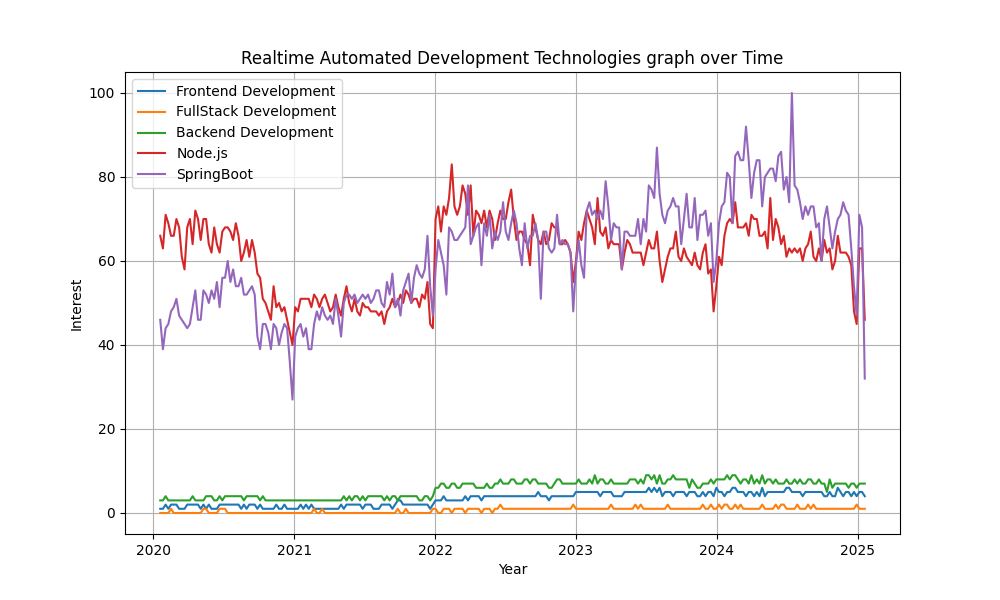 Realtime Automated Development Technologies graph over Time
Frontend Development
FullStack Development
Backend Development
Node.js
SpringBoot
100
80
60
40
20
0
Interest
2020 2021 2022 2023 2024 2025
Year